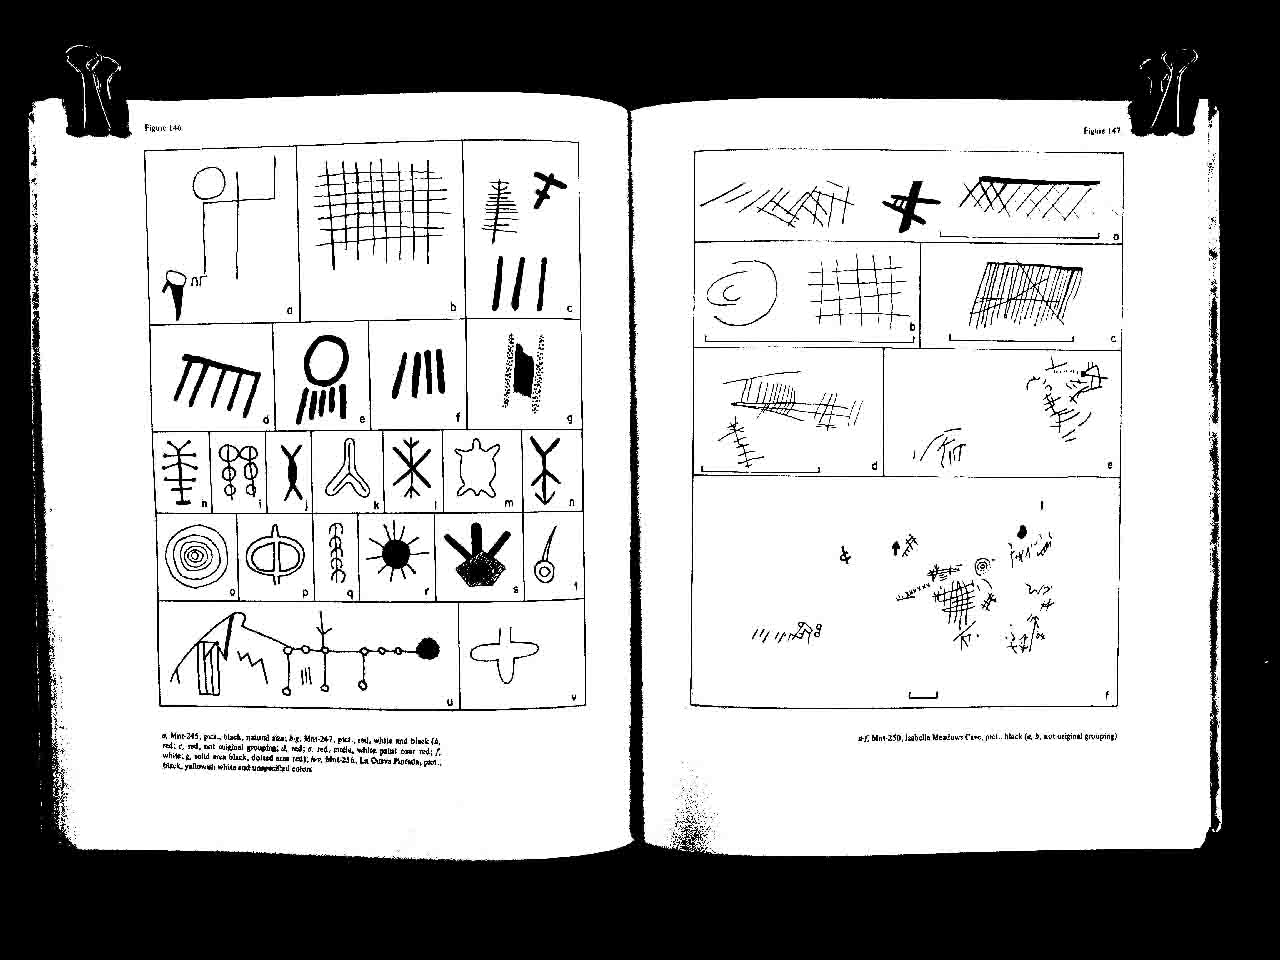 Figure 146
a
b
c
d
e
f
g
h
i
j
k
l
m
n
o
p
q
r
s
t
u
v
a, Mnt-245, pict., black, natural size; b-g, Mnt-247, pict., red, white and black (b,
red; c, red, not original grouping; d, red; e, red, white paint over red; f,
white; g, solid area black, dotted area red); h-v, Mnt-256, La Cueva Pintada, pict.,
black, yellowish white and unspecified colors
Figure 147
a
b
c
d
e
f
a-f, Mnt-250, Isabella Meadows Cave, pict., black (a, b, not original grouping)